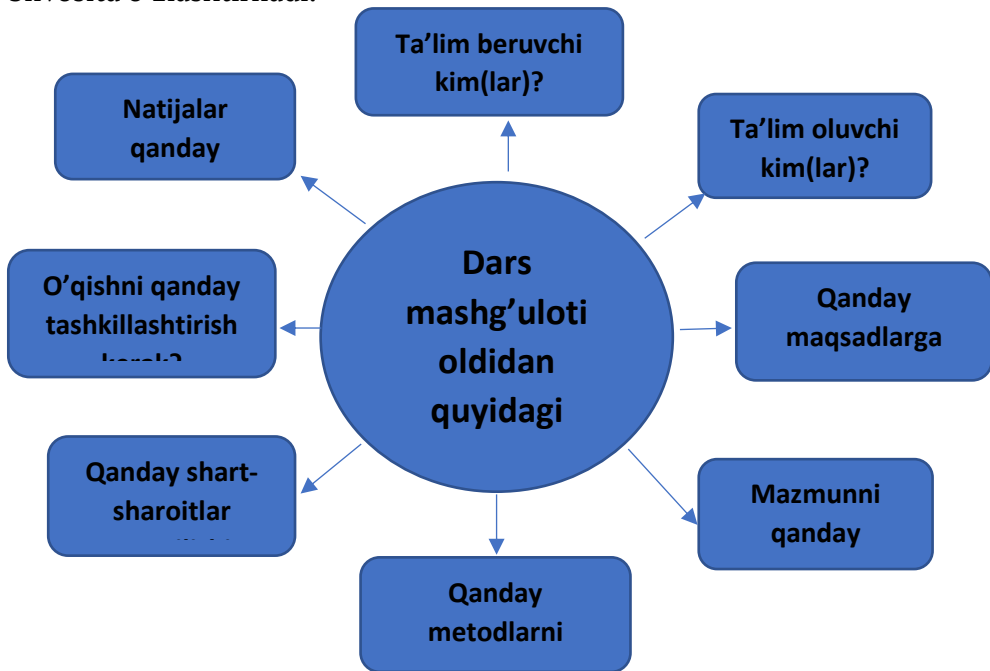 Ta’lim beruvchi
kim(lar)?
Natijalar
qanday
Ta’lim oluvchi
kim(lar)?
Dars
mashg’uloti
oldidan
quyidagi
O’qishni qanday
tashkillashtirish
Qanday
maqsadlarga
Qanday shart-
sharoitlar
Mazmunni
qanday
Qanday
metodlarni